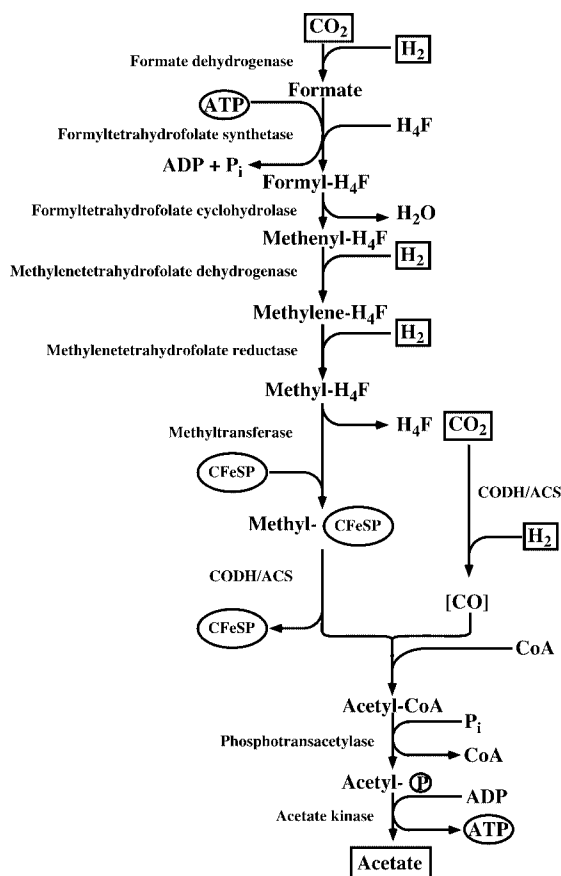 CO₂
H₂
Formate dehydrogenase
Formate
ATP
Formyltetrahydrofolate synthetase
H₄F
ADP + Pᵢ
Formyl-H₄F
Formyltetrahydrofolate cyclohydrolase
H₂O
Methenyl-H₄F
H₂
Methylenetetrahydrofolate dehydrogenase
Methylene-H₄F
H₂
Methylenetetrahydrofolate reductase
Methyl-H₄F
H₄F
CO₂
Methyltransferase
CFeSP
CODH/ACS
Methyl- CFeSP
H₂
CODH/ACS
[CO]
CFeSP
CoA
Acetyl-CoA
Pᵢ
Phosphotransacetylase
CoA
Acetyl- P
ADP
Acetate kinase
ATP
Acetate